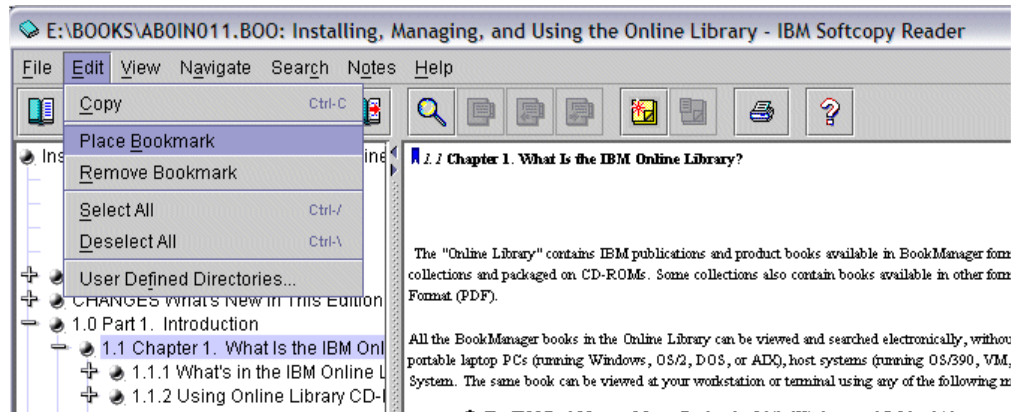 E:\BOOKS\AB0IN011.BOO: Installing, Managing, and Using the Online Library - IBM Softcopy Reader
File Edit View Navigate Search Notes Help
Copy Ctrl-C
Place Bookmark
Remove Bookmark
Select All Ctrl-/
Deselect All Ctrl-\
User Defined Directories...
CHANGES What's New in This Edition
1.0 Part 1. Introduction
1.1 Chapter 1. What Is the IBM Onl
1.1.1 What's in the IBM Online L
1.1.2 Using Online Library CD-
1.1 Chapter 1. What Is the IBM Online Library?
The "Online Library" contains IBM publications and product books available in BookManager form
collections and packaged on CD-ROMs. Some collections also contain books available in other form
Format (PDF).
All the BookManager books in the Online Library can be viewed and searched electronically, withou
portable laptop PCs (running Windows, OS/2, DOS, or AIX), host systems (running OS/390, VM,
System. The same book can be viewed at your workstation or terminal using any of the following m